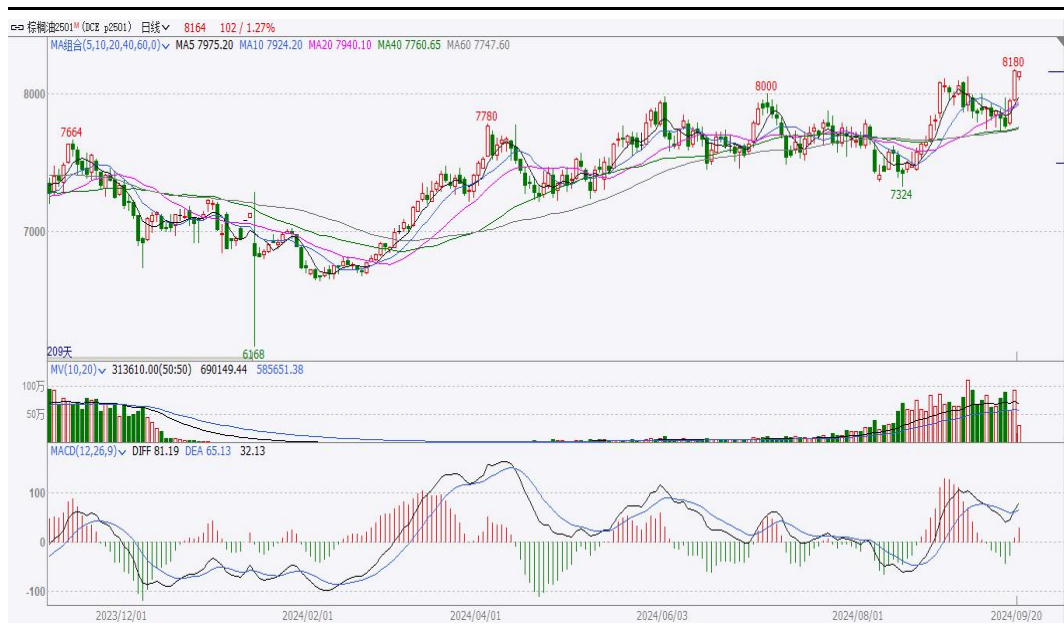 棕榈油2501M (DCE p2501) 日线 8164 102 / 1.27%
MA组合(5,10,20,40,60,0) MA5 7975.20 MA10 7924.20 MA20 7940.10 MA40 7760.65 MA60 7747.60
8180
8000
8000
7780
7664
7324
7000
6168
209天
MV(10,20) 313610.00(50:50) 690149.44 585651.38
100万
50万
MACD(12,26,9) DIFF 81.19 DEA 65.13 32.13
100
0
-100
2023/12/01 2024/02/01 2024/04/01 2024/06/03 2024/08/01 2024/09/20